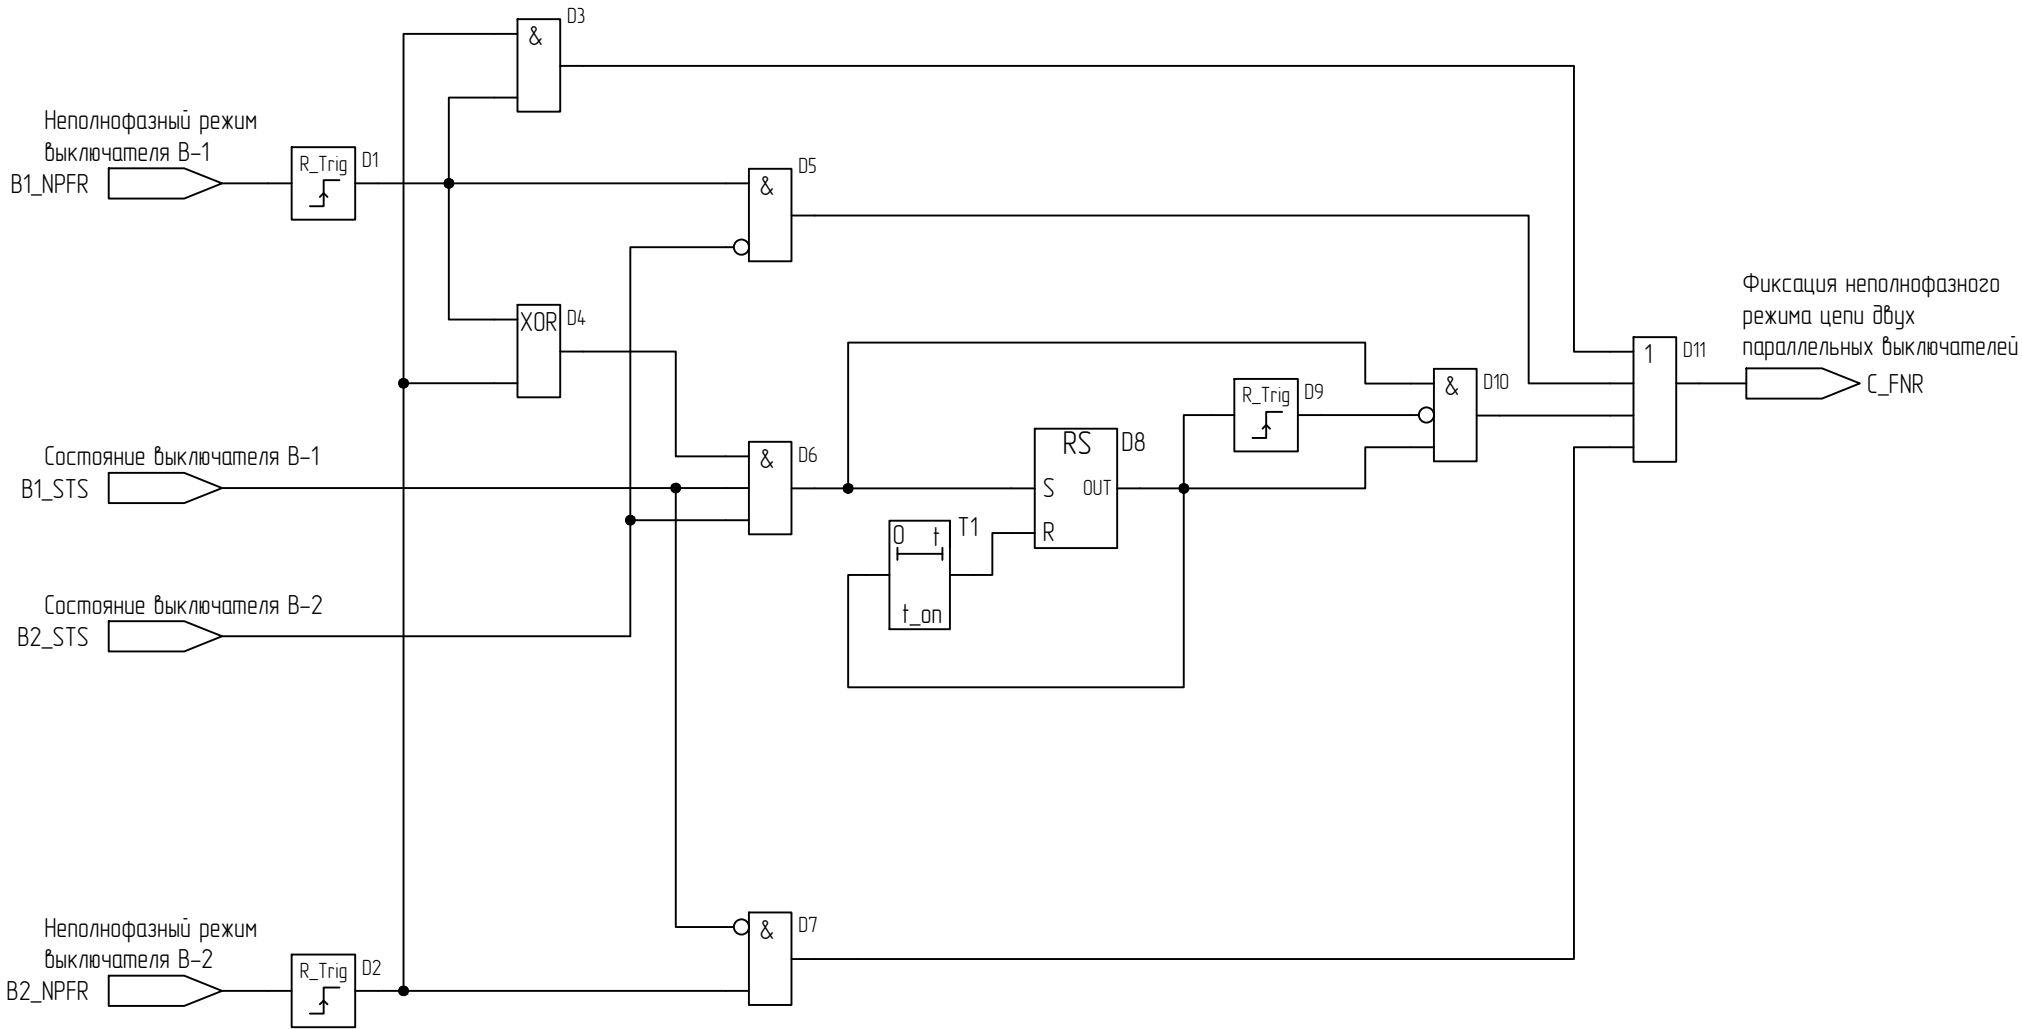 D3
&
Неполнофазный режим
выключателя В-1
B1_NPFR
R_Trig
D1
D5
&
XOR
D4
Фиксация неполнофазного
режима цепи двух
параллельных выключателей
C_FNR
1
D11
&
D10
R_Trig
D9
RS
D8
S
OUT
R
Состояние выключателя В-1
B1_STS
&
D6
0 t
T1
t_on
Состояние выключателя В-2
B2_STS
&
D7
Неполнофазный режим
выключателя В-2
B2_NPFR
R_Trig
D2